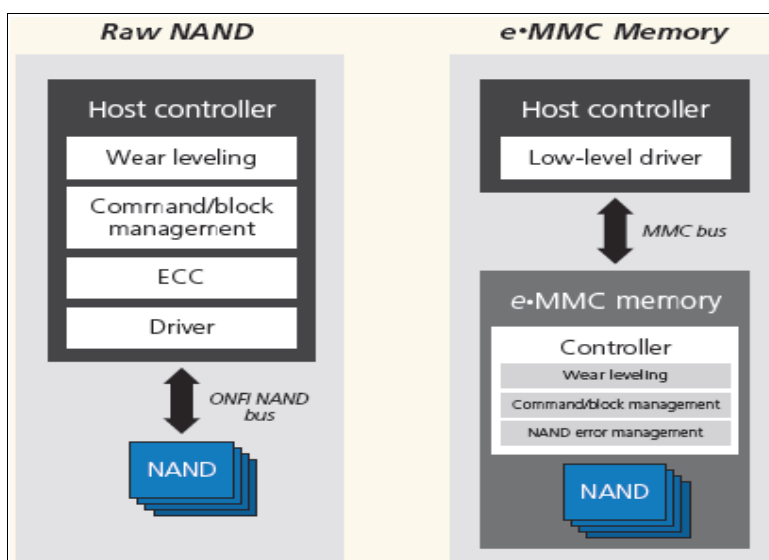 Raw NAND
Host controller
Wear leveling
Command/block
management
ECC
Driver
ONFI NAND
bus
NAND
e•MMC Memory
Host controller
Low-level driver
MMC bus
e•MMC memory
Controller
Wear leveling
Command/block management
NAND error management
NAND